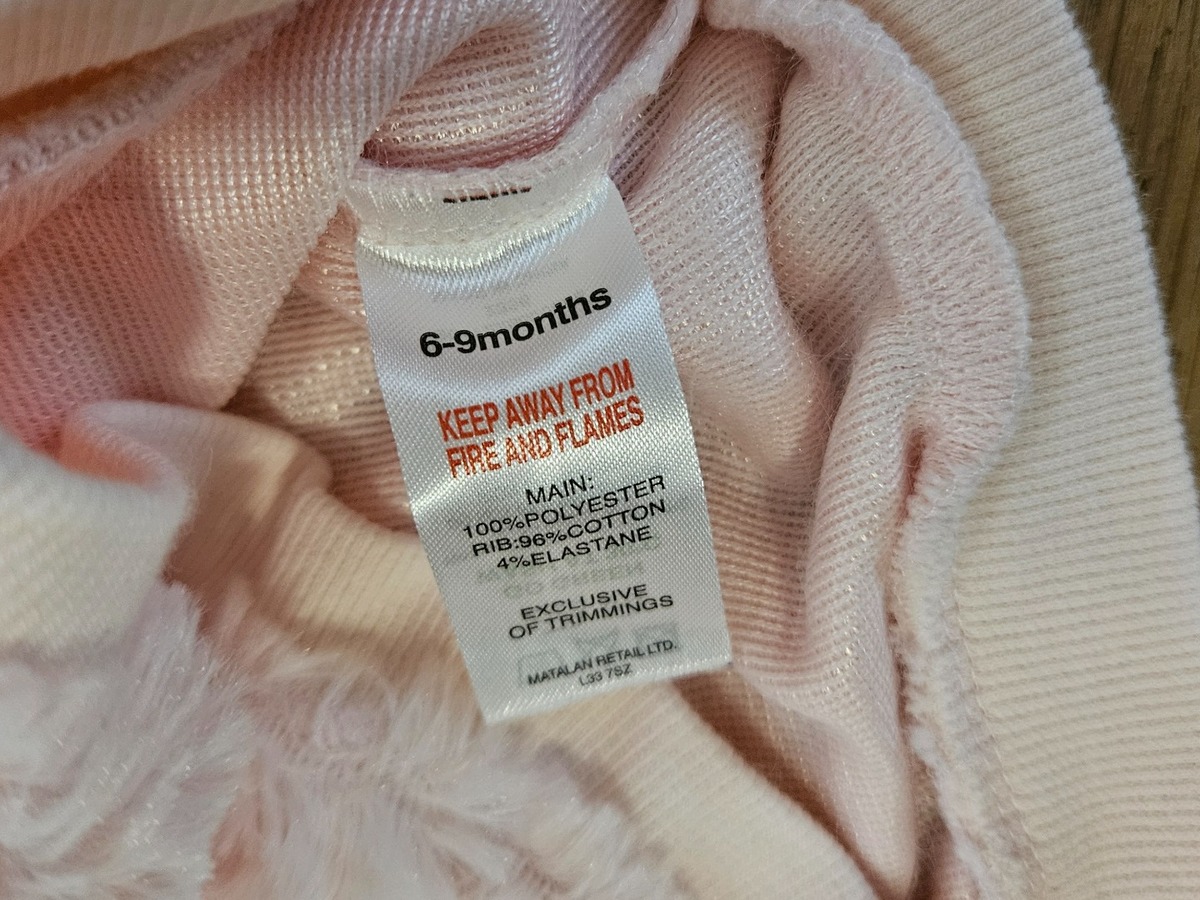 6-9months
KEEP AWAY FROM
FIRE AND FLAMES
MAIN:
100%POLYESTER
RIB:96%COTTON
4%ELASTANE
EXCLUSIVE
OF TRIMMINGS
MATALAN RETAIL LTD.
L33 7SZ